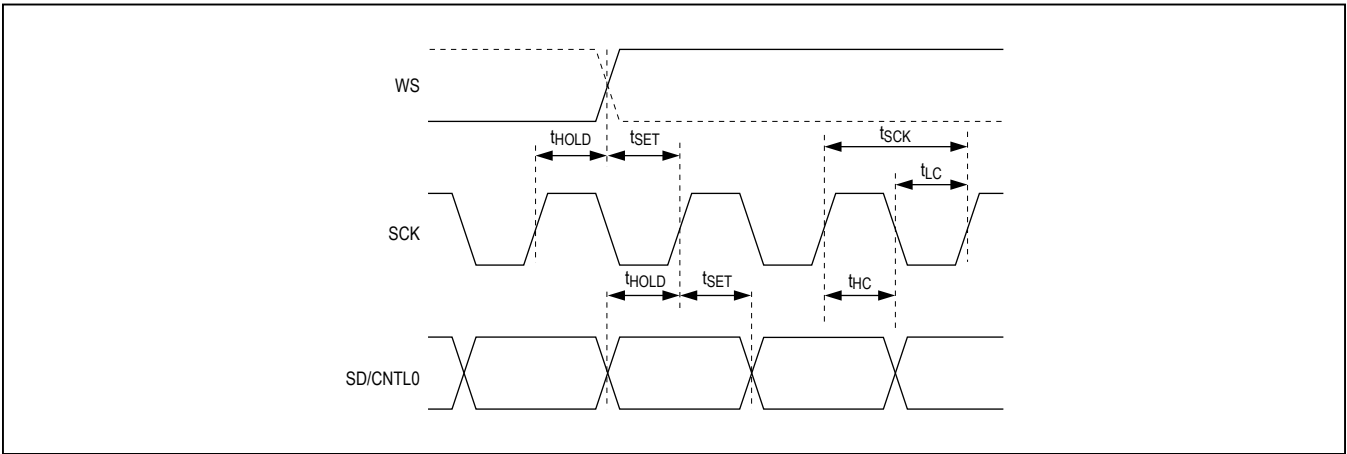 WS
tHOLD
tSET
tSCK
tLC
SCK
tHOLD
tSET
tHC
SD/CNTL0